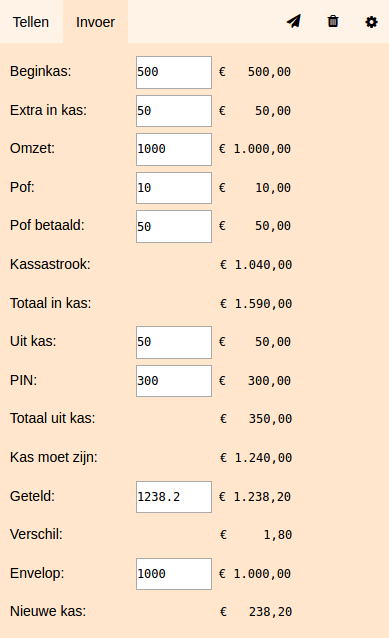 Tellen Invoer
Beginkas: 500 € 500,00
Extra in kas: 50 € 50,00
Omzet: 1000 € 1.000,00
Pof: 10 € 10,00
Pof betaald: 50 € 50,00
Kassastrook: € 1.040,00
Totaal in kas: € 1.590,00
Uit kas: 50 € 50,00
PIN: 300 € 300,00
Totaal uit kas: € 350,00
Kas moet zijn: € 1.240,00
Geteld: 1238.2 € 1.238,20
Verschil: € 1,80
Envelop: 1000 € 1.000,00
Nieuwe kas: € 238,20